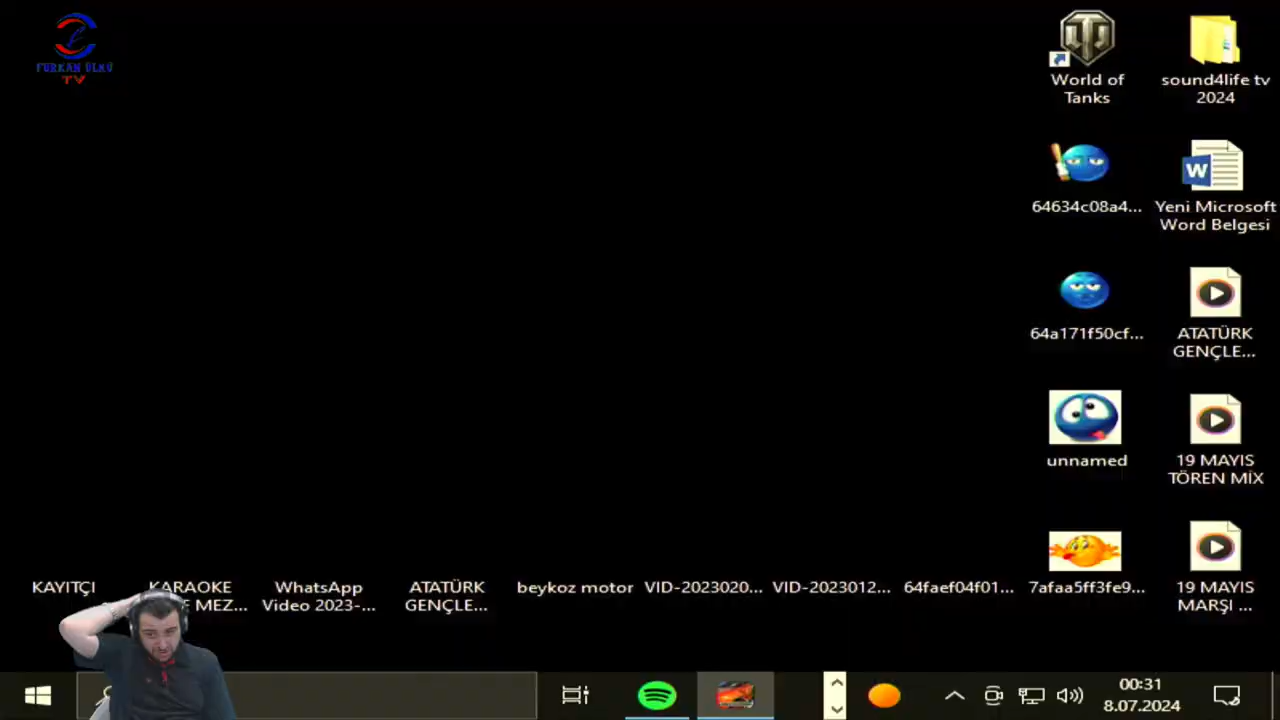 FURKAN ÜLKÜ
TV
World of
Tanks
sound4life tv
2024
64634c08a4...
Yeni Microsoft
Word Belgesi
W
64a171f50cf...
ATATÜRK
GENÇLE...
unnamed
19 MAYIS
TÖREN MİX
KAYITÇI
KARAOKE
MEZ...
WhatsApp
Video 2023-...
ATATÜRK
GENÇLE...
beykoz motor
VID-2023020...
VID-2023012...
64faef04f01...
7afaa5ff3fe9...
19 MAYIS
MARŞI ...
00:31
8.07.2024